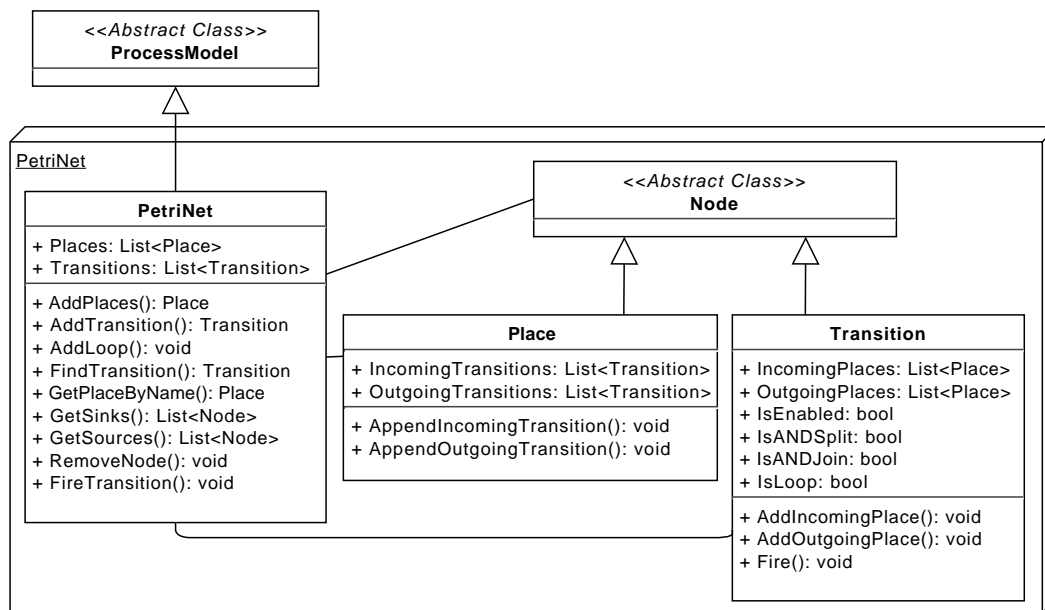 <<Abstract Class>>
ProcessModel
PetriNet
PetriNet
+ Places: List<Place>
+ Transitions: List<Transition>
+ AddPlaces(): Place
+ AddTransition(): Transition
+ AddLoop(): void
+ FindTransition(): Transition
+ GetPlaceByName(): Place
+ GetSinks(): List<Node>
+ GetSources(): List<Node>
+ RemoveNode(): void
+ FireTransition(): void
<<Abstract Class>>
Node
Place
+ IncomingTransitions: List<Transition>
+ OutgoingTransitions: List<Transition>
+ AppendIncomingTransition(): void
+ AppendOutgoingTransition(): void
Transition
+ IncomingPlaces: List<Place>
+ OutgoingPlaces: List<Place>
+ IsEnabled: bool
+ IsANDSplit: bool
+ IsANDJoin: bool
+ IsLoop: bool
+ AddIncomingPlace(): void
+ AddOutgoingPlace(): void
+ Fire(): void